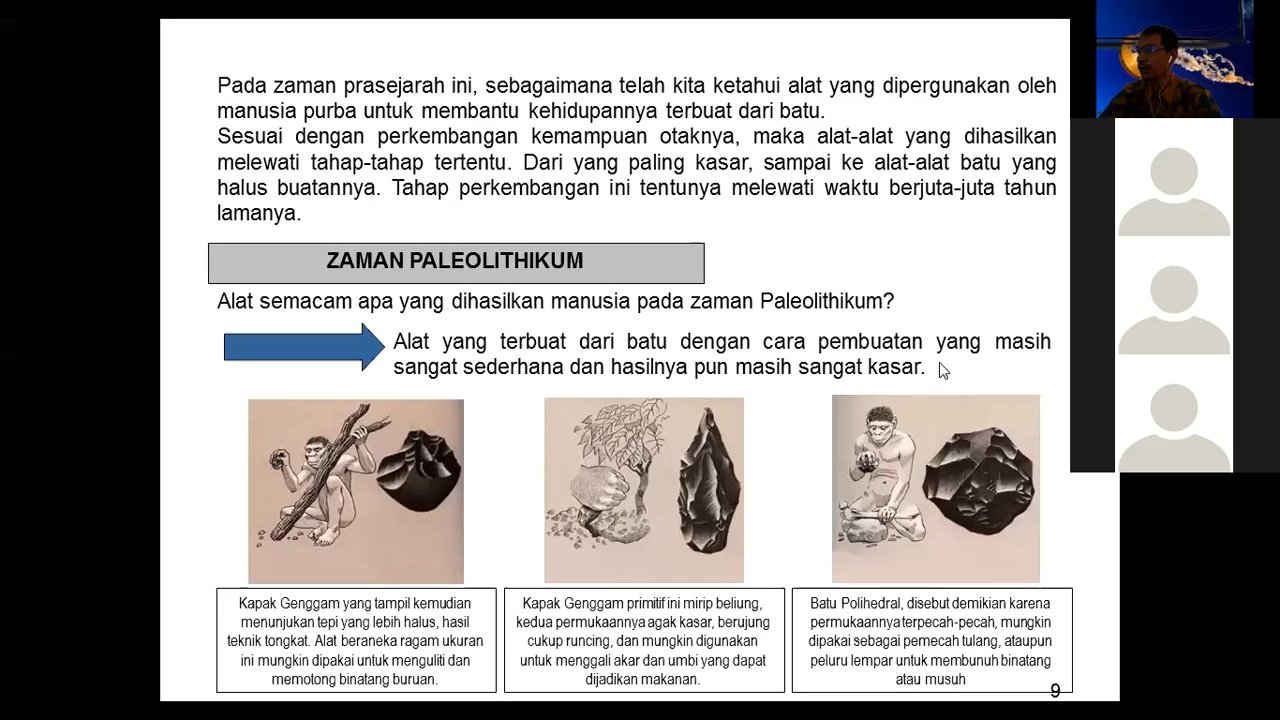 Pada zaman prasejarah ini, sebagaimana telah kita ketahui alat yang dipergunakan oleh
manusia purba untuk membantu kehidupannya terbuat dari batu.
Sesuai dengan perkembangan kemampuan otaknya, maka alat-alat yang dihasilkan
melewati tahap-tahap tertentu. Dari yang paling kasar, sampai ke alat-alat batu yang
halus buatannya. Tahap perkembangan ini tentunya melewati waktu berjuta-juta tahun
lamanya.
ZAMAN PALEOLITHIKUM
Alat semacam apa yang dihasilkan manusia pada zaman Paleolithikum?
Alat yang terbuat dari batu dengan cara pembuatan yang masih
sangat sederhana dan hasilnya pun masih sangat kasar.
Kapak Genggam yang tampil kemudian
menunjukan tepi yang lebih halus, hasil
teknik tongkat. Alat beraneka ragam ukuran
ini mungkin dipakai untuk menguliti dan
memotong binatang buruan.
Kapak Genggam primitif ini mirip beliung,
kedua permukaannya agak kasar, berujung
cukup runcing, dan mungkin digunakan
untuk menggali akar dan umbi yang dapat
dijadikan makanan.
Batu Polihedral, disebut demikian karena
permukaannya terpecah-pecah, mungkin
dipakai sebagai pemecah tulang, ataupun
peluru lempar untuk membunuh binatang
atau musuh
9